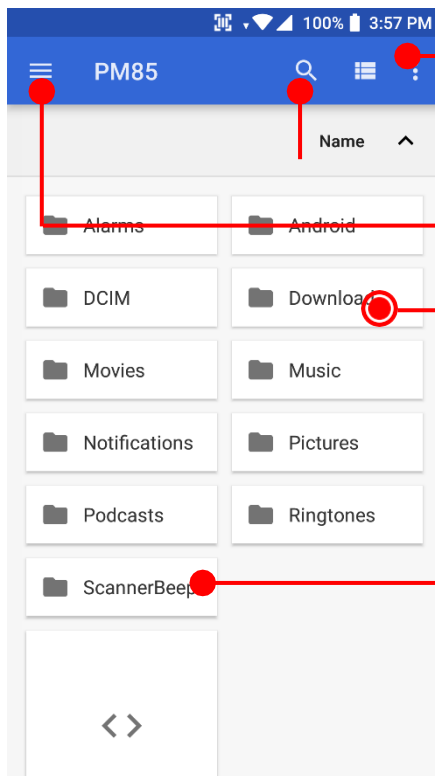 100% 3:57 PM
PM85
Name
Alarms Android
DCIM Download
Movies Music
Notifications Pictures
Podcasts Ringtones
ScannerBeep